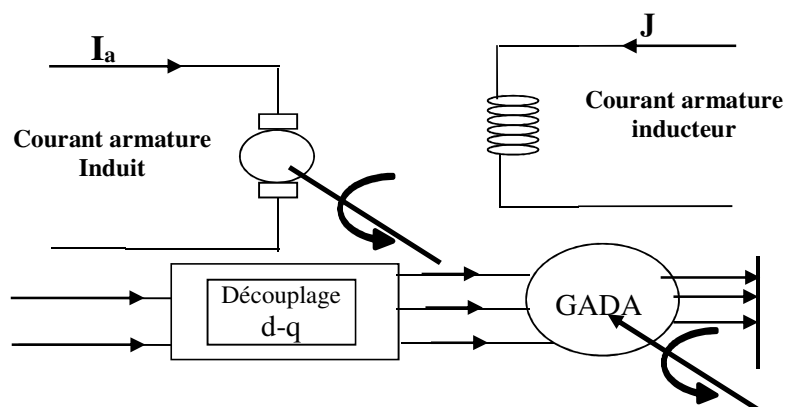 Ia
J
Courant armature
Induit
Courant armature
inducteur
Découplage
d-q
GADA